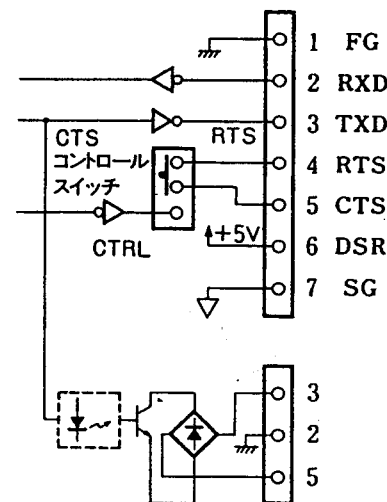 1 FG
2 RXD
3 TXD
CTS
コントロール
スイッチ
RTS
4 RTS
5 CTS
CTRL
+5V
6 DSR
7 SG
3
2
5